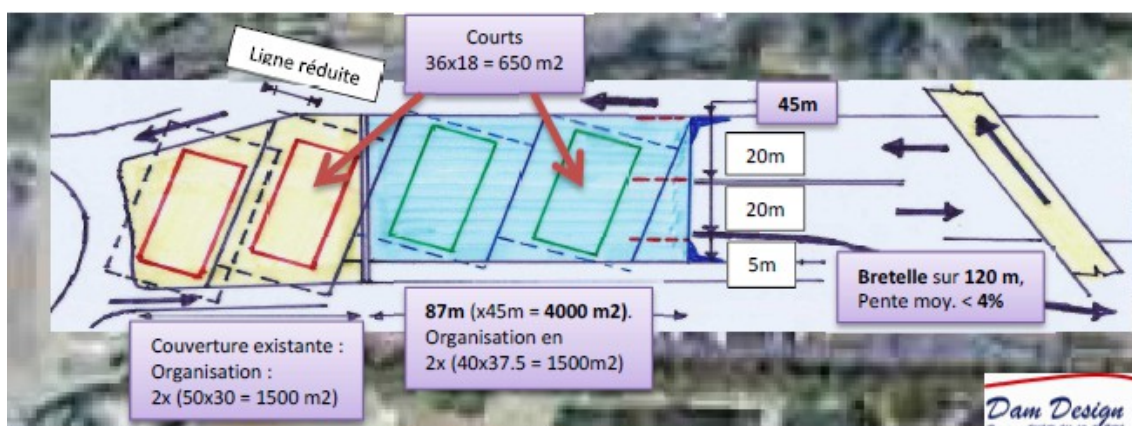 Ligne réduite
Courts
36x18 = 650 m2
45m
20m
20m
5m
Bretelle sur 120 m,
Pente moy. < 4%
87m (x45m = 4000 m2).
Organisation en
2x (40x37.5 = 1500m2)
Couverture existante :
Organisation :
2x (50x30 = 1500 m2)
Dam Design